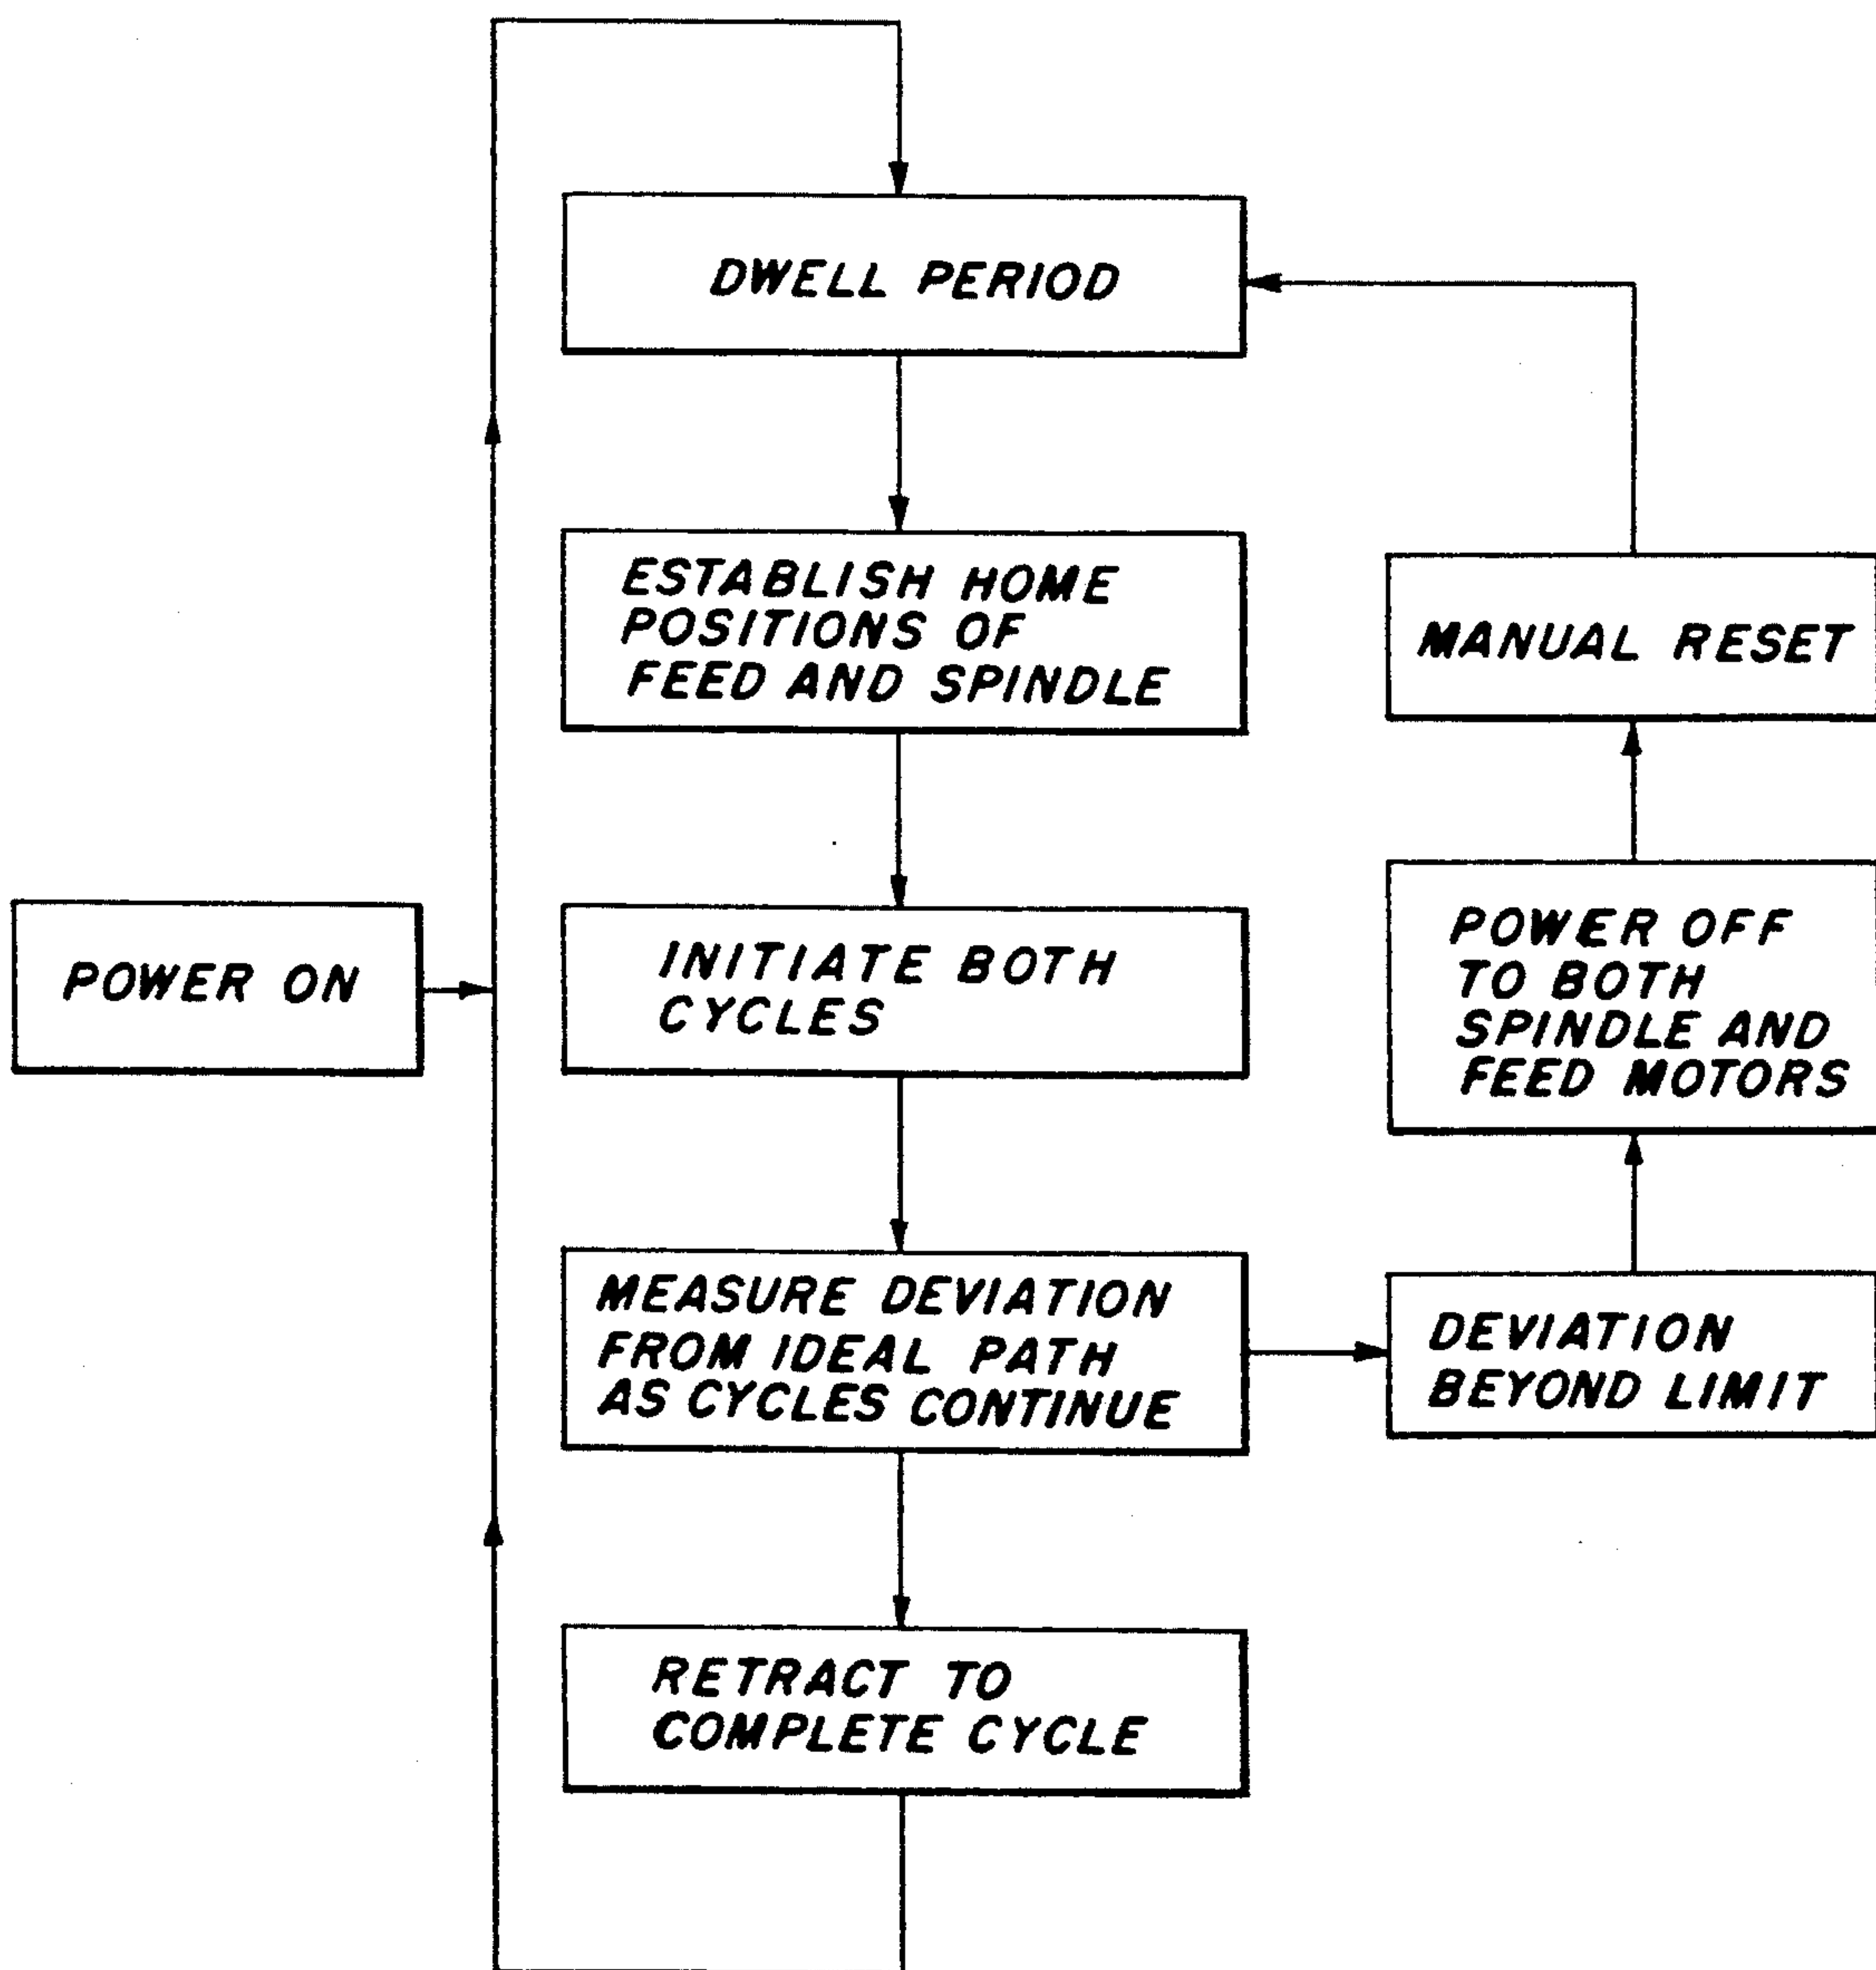 DWELL PERIOD
ESTABLISH HOME
POSITIONS OF
FEED AND SPINDLE
MANUAL RESET
POWER ON
INITIATE BOTH
CYCLES
POWER OFF
TO BOTH
SPINDLE AND
FEED MOTORS
MEASURE DEVIATION
FROM IDEAL PATH
AS CYCLES CONTINUE
DEVIATION
BEYOND LIMIT
RETRACT TO
COMPLETE CYCLE